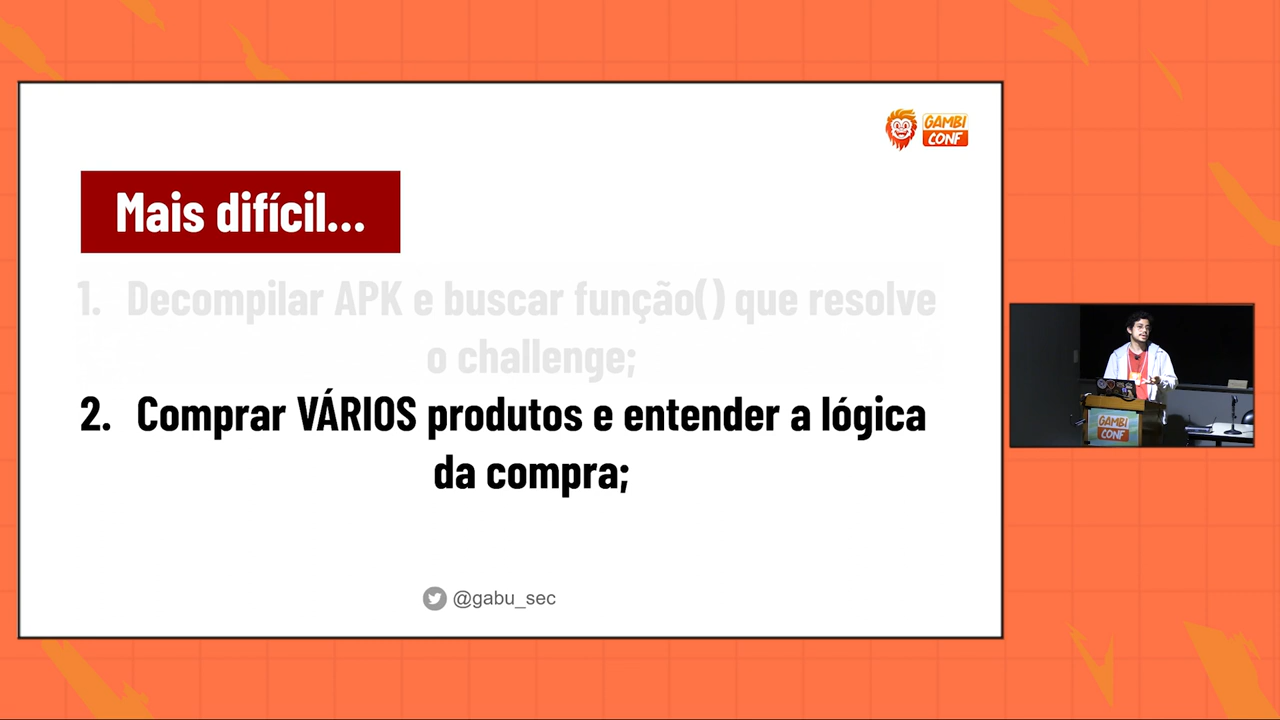 GAMBI
CONF
Mais difícil...
1. Decompilar APK e buscar função() que resolve
o challenge;
2. Comprar VÁRIOS produtos e entender a lógica
da compra;
@gabu_sec
GAMBI
CONF